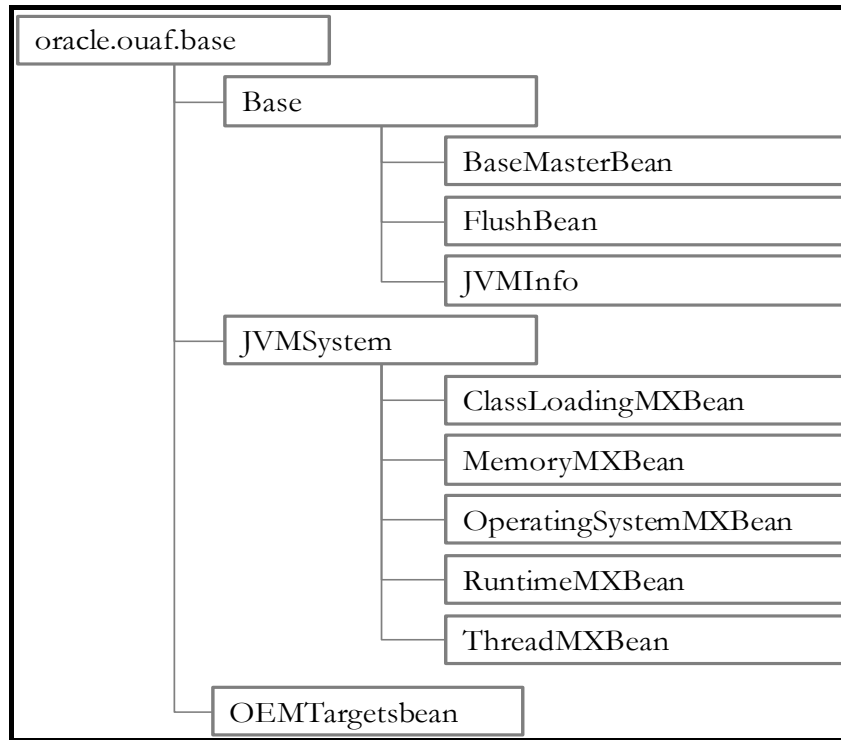 oracle.ouaf.base
Base
BaseMasterBean
FlushBean
JVMInfo
JVMSystem
ClassLoadingMXBean
MemoryMXBean
OperatingSystemMXBean
RuntimeMXBean
ThreadMXBean
OEMTargetsbean